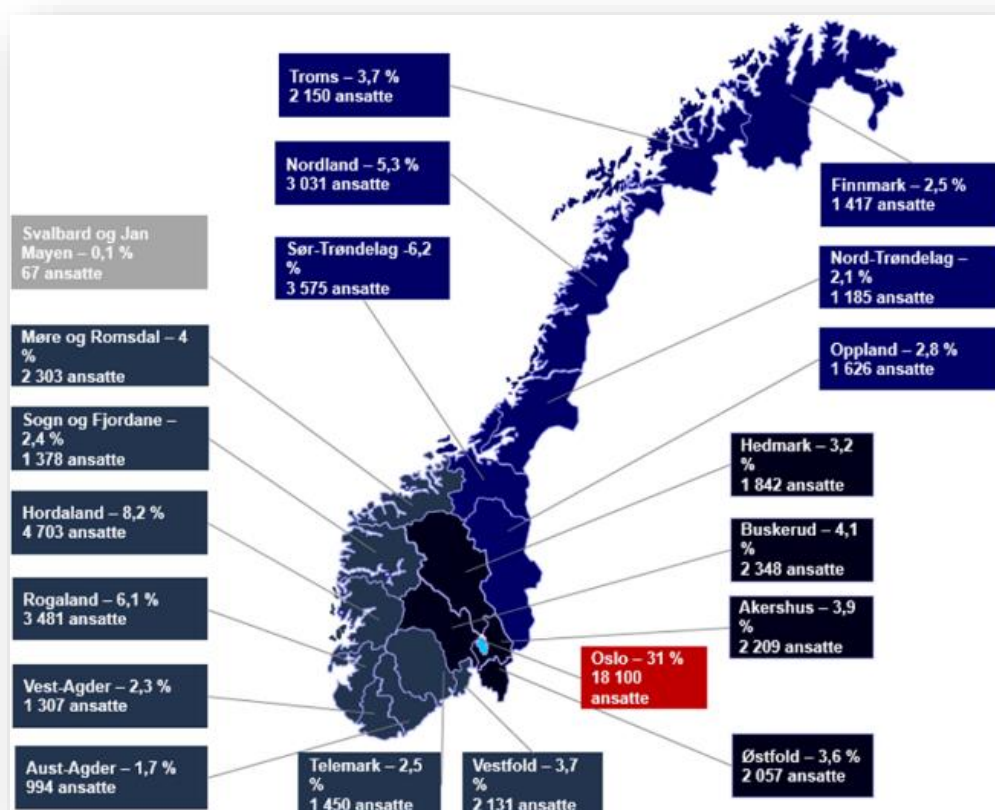 Troms – 3,7 %
2 150 ansatte
Nordland – 5,3 %
3 031 ansatte
Finnmark – 2,5 %
1 417 ansatte
Svalbard og Jan
Mayen – 0,1 %
67 ansatte
Sør-Trøndelag -6,2
%
3 575 ansatte
Nord-Trøndelag –
2,1 %
1 185 ansatte
Møre og Romsdal – 4
%
2 303 ansatte
Oppland – 2,8 %
1 626 ansatte
Sogn og Fjordane –
2,4 %
1 378 ansatte
Hedmark – 3,2
%
1 842 ansatte
Hordaland – 8,2 %
4 703 ansatte
Buskerud – 4,1
%
2 348 ansatte
Rogaland – 6,1 %
3 481 ansatte
Akershus – 3,9
%
2 209 ansatte
Oslo – 31 %
18 100
ansatte
Vest-Agder – 2,3 %
1 307 ansatte
Østfold – 3,6 %
2 057 ansatte
Aust-Agder – 1,7 %
994 ansatte
Telemark – 2,5
%
1 450 ansatte
Vestfold – 3,7
%
2 131 ansatte